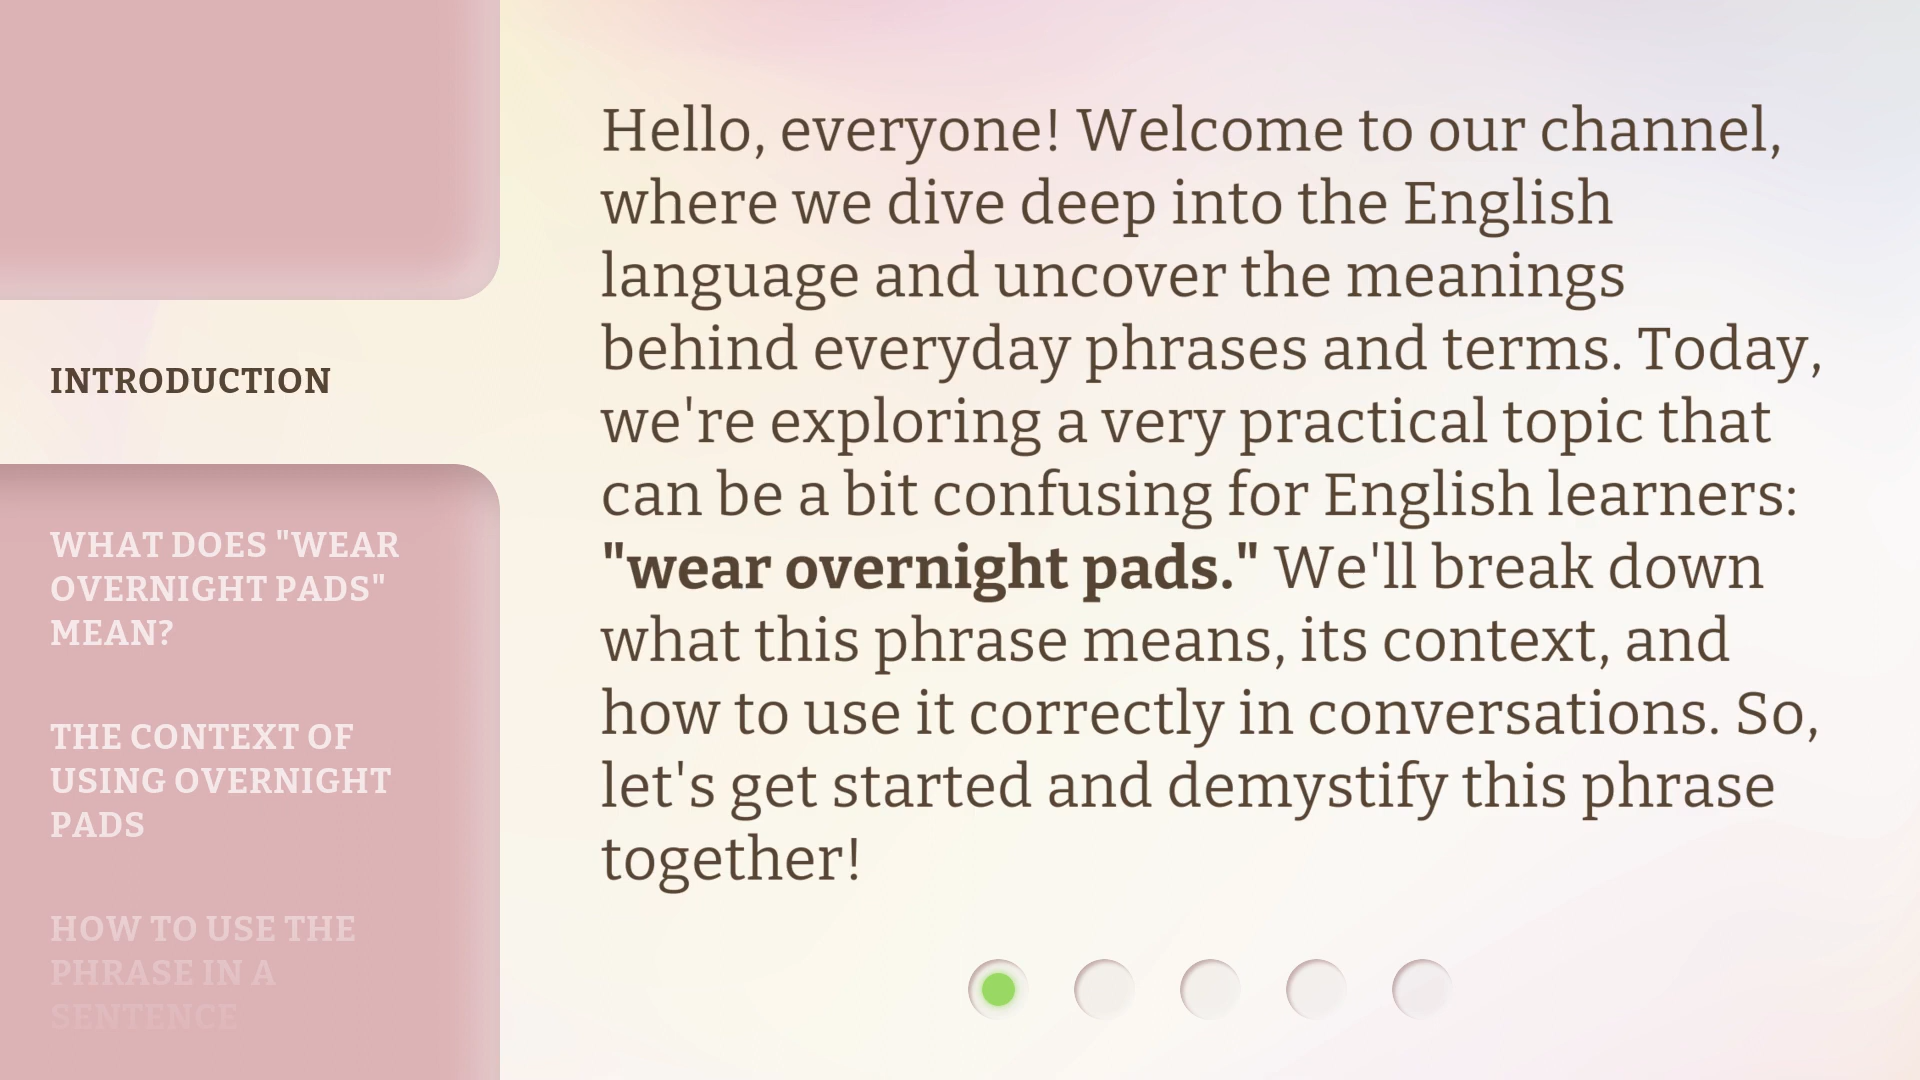 INTRODUCTION
WHAT DOES "WEAR
OVERNIGHT PADS"
MEAN?
THE CONTEXT OF
USING OVERNIGHT
PADS
HOW TO USE THE
PHRASE IN A
SENTENCE
Hello, everyone! Welcome to our channel,
where we dive deep into the English
language and uncover the meanings
behind everyday phrases and terms. Today,
we're exploring a very practical topic that
can be a bit confusing for English learners:
"wear overnight pads." We'll break down
what this phrase means, its context, and
how to use it correctly in conversations. So,
let's get started and demystify this phrase
together!